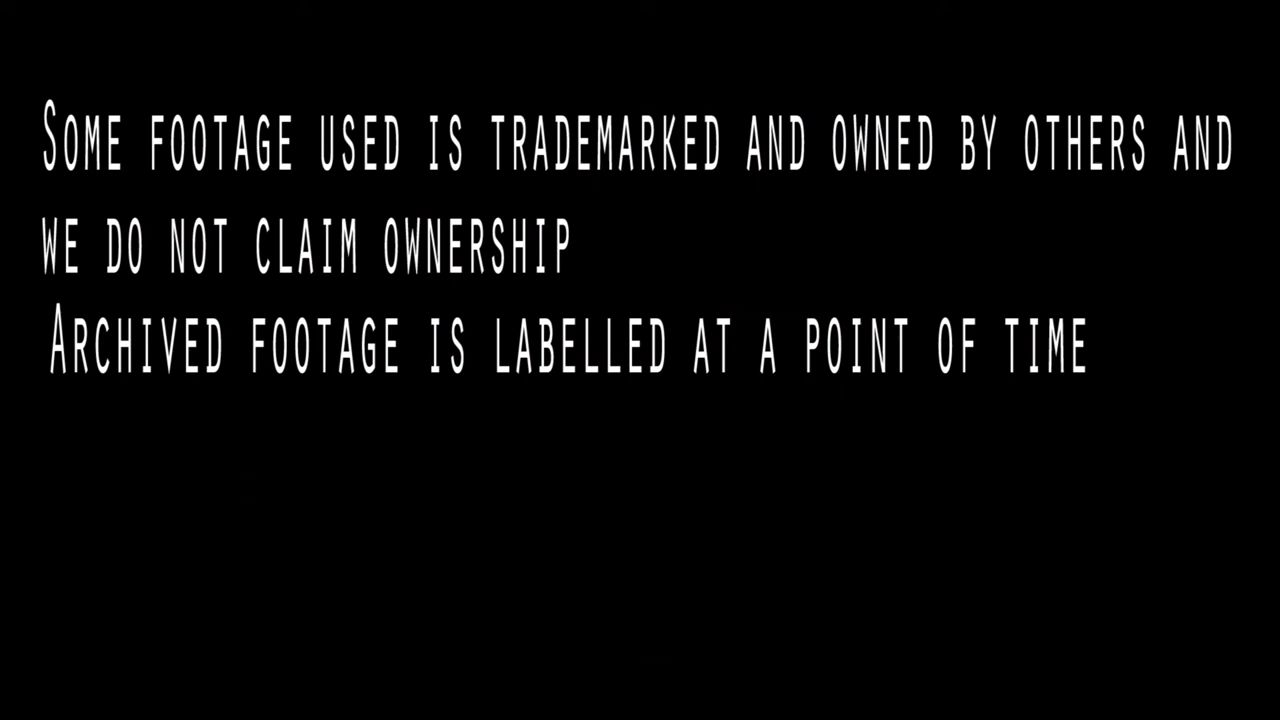 Some footage used is trademarked and owned by others and
we do not claim ownership
Archived footage is labelled at a point of time